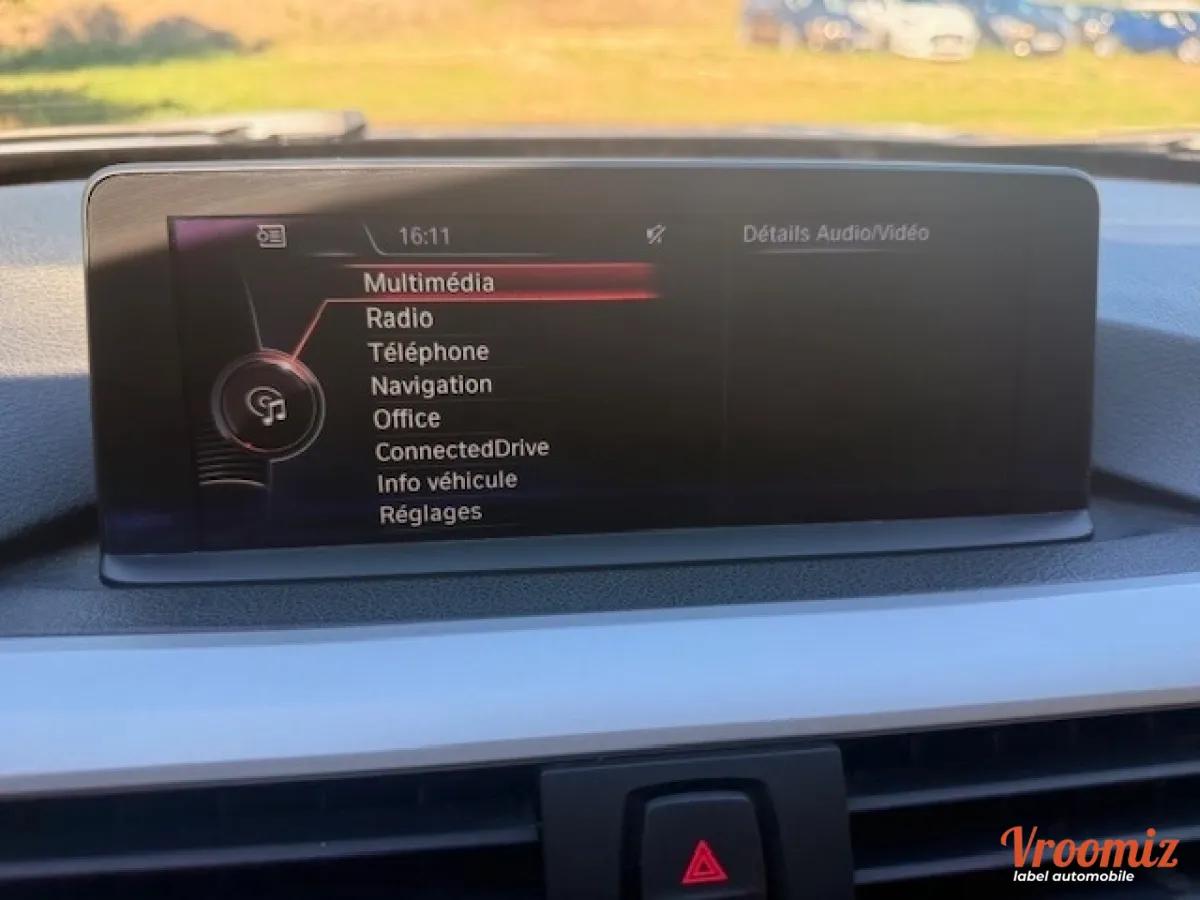 16:11
Détails Audio/Vidéo
Multimédia
Radio
Téléphone
Navigation
Office
ConnectedDrive
Info véhicule
Réglages
Vroomiz
label automobile